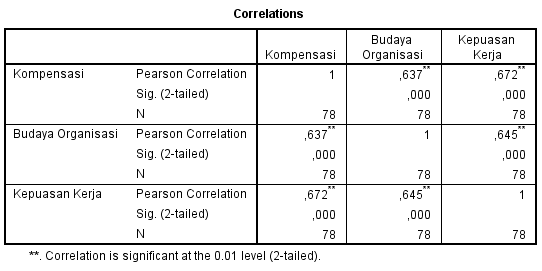 Correlations
Kompensasi Budaya Organisasi Kepuasan Kerja
Kompensasi Pearson Correlation 1 ,637** ,672**
Sig. (2-tailed) ,000 ,000
N 78 78 78
Budaya Organisasi Pearson Correlation ,637** 1 ,645**
Sig. (2-tailed) ,000 ,000
N 78 78 78
Kepuasan Kerja Pearson Correlation ,672** ,645** 1
Sig. (2-tailed) ,000 ,000
N 78 78 78
**. Correlation is significant at the 0.01 level (2-tailed).